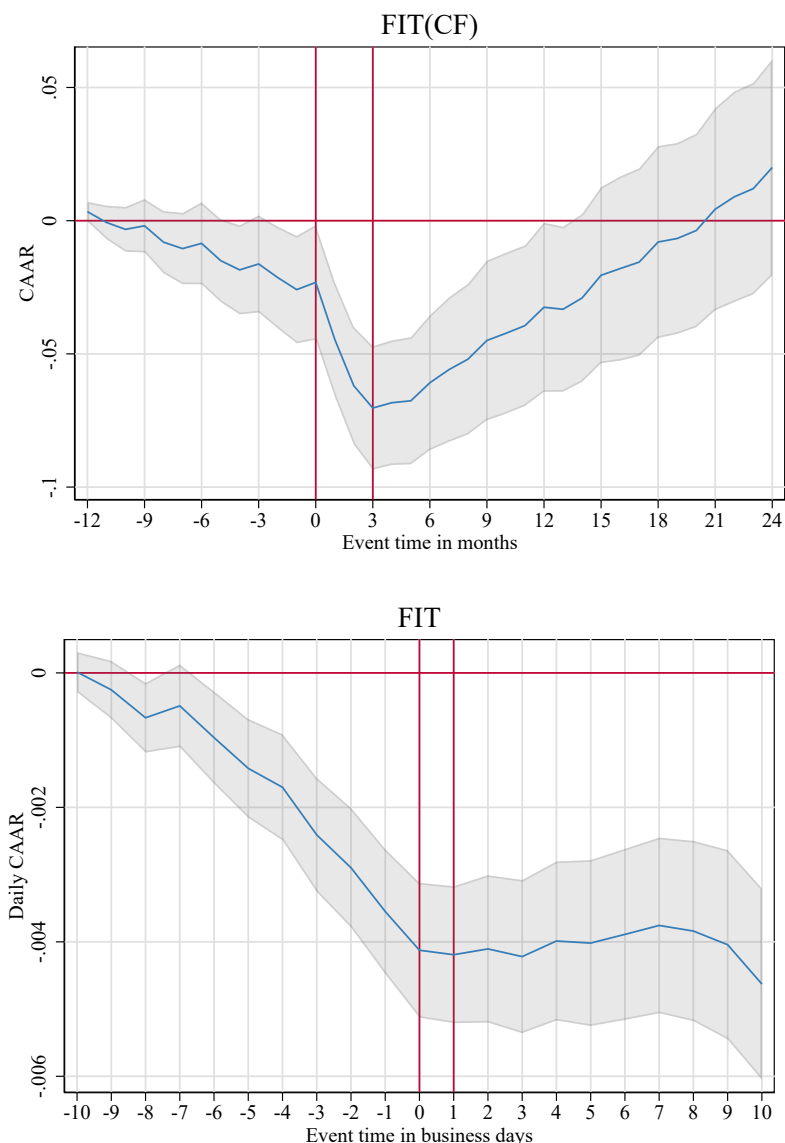 FIT(CF)
.05
0
-.05
-.1
CAAR
-12 -9 -6 -3 0 3 6 9 12 15 18 21 24
Event time in months
FIT
0
-.002
-.004
-.006
Daily CAAR
-10 -9 -8 -7 -6 -5 -4 -3 -2 -1 0 1 2 3 4 5 6 7 8 9 10
Event time in business days